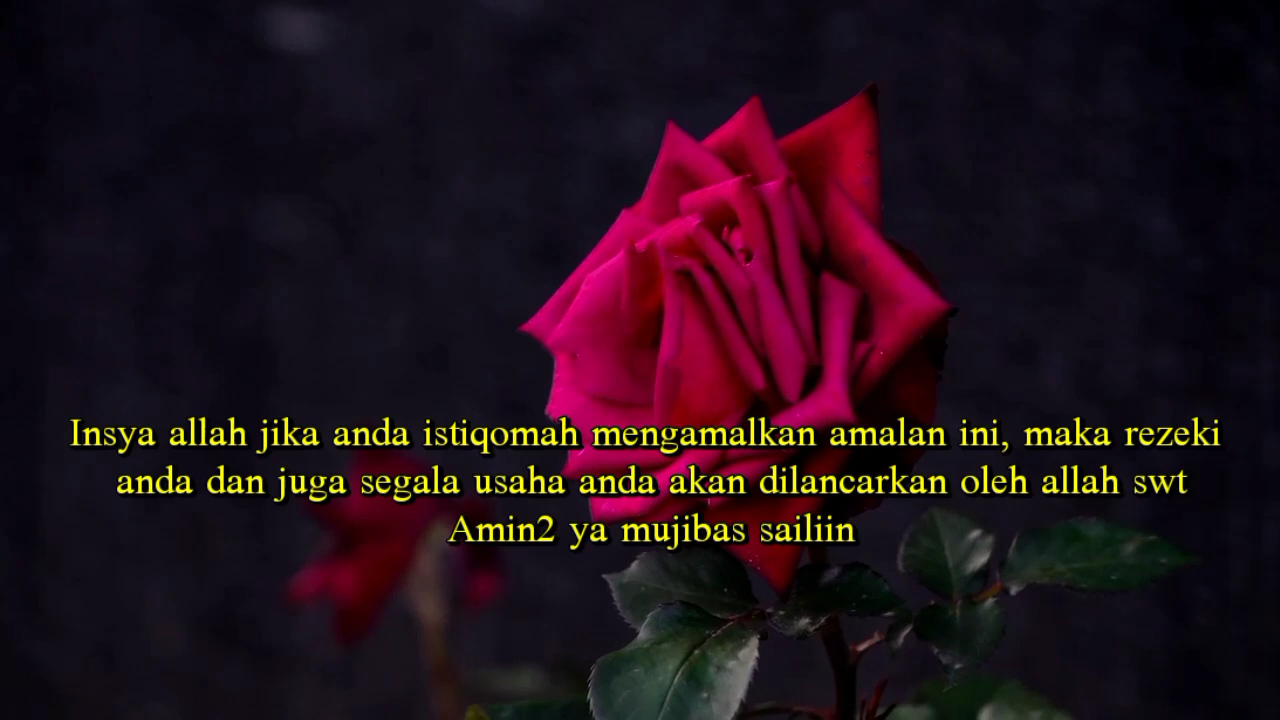 Insya allah jika anda istiqomah mengamalkan amalan ini, maka rezeki
anda dan juga segala usaha anda akan dilancarkan oleh allah swt
Amin2 ya mujibas sailiin